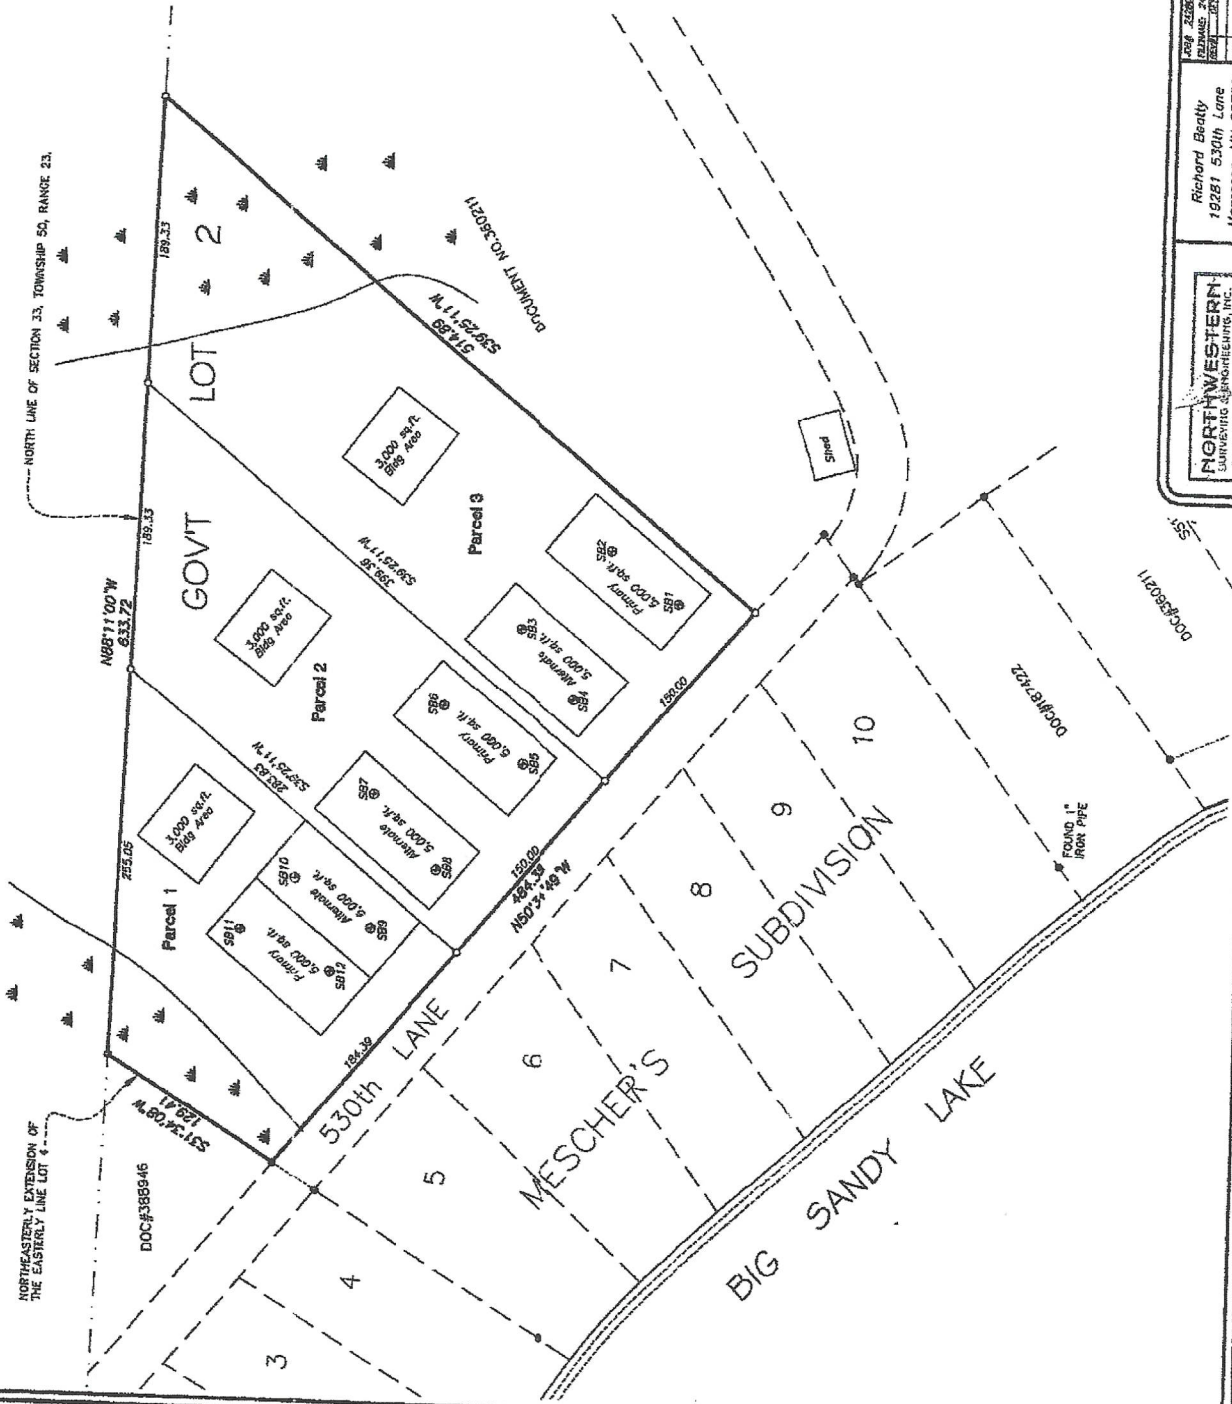 NORTH LINE OF SECTION 33, TOWNSHIP 50, RANGE 23.
NORTHEASTERLY EXTENSION OF
THE EASTERLY LINE LOT 4
DOC#388946
S31°34'08"W
129.41
N88°11'00"W
633.72
255.05
189.33
189.33
GOV'T LOT 2
Parcel 1
3,000 sq.ft.
Bldg Area
SB11
Primary
5,000 sq.ft.
SB12
SB10
Alternate
5,000 sq.ft.
SB9
S39°25'11"W
283.83
Parcel 2
3,000 sq.ft.
Bldg Area
SB7
Alternate
5,000 sq.ft.
SB8
SB6
Primary
5,000 sq.ft.
SB5
S39°25'11"W
399.36
Parcel 3
3,000 sq.ft.
Bldg Area
SB3
Alternate
5,000 sq.ft.
SB4
SB2
Primary
5,000 sq.ft.
SB1
S39°25'11"W
514.89
DOCUMENT NO.360211
184.39
150.00
484.39
N50°31'49"W
150.00
530th LANE
Shed
3
4
5
6
7
8
9
10
MESCHER'S SUBDIVISION
BIG SANDY LAKE
DOC#187422
DOC#360211
FOUND 1"
IRON PIPE
S51°
NORTHWESTERN
SURVEYING & ENGINEERING, INC.
Richard Beatty
19281 530th Lane